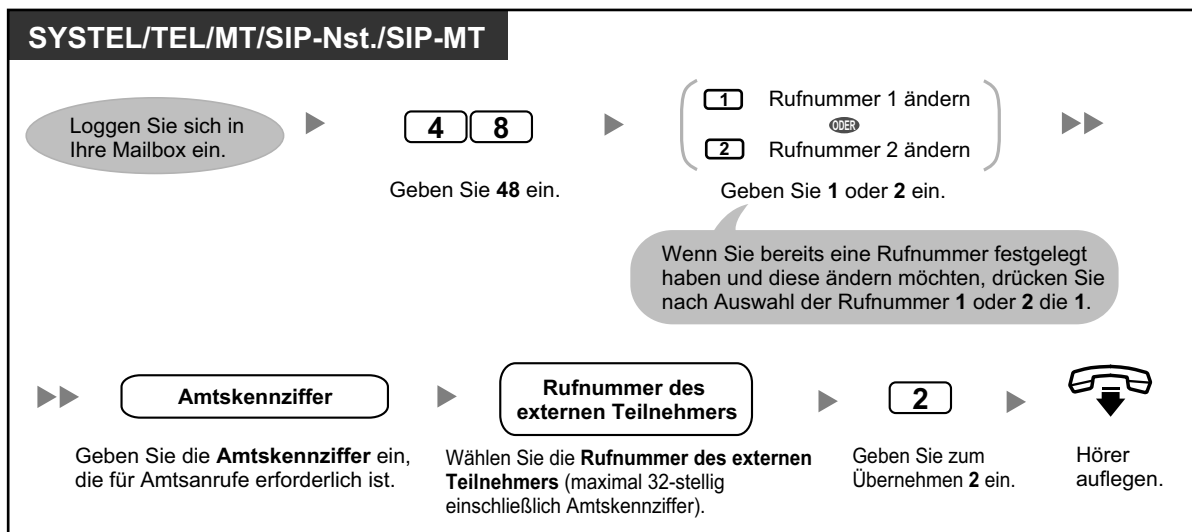 SYSTEL/TEL/MT/SIP-Nst./SIP-MT
Loggen Sie sich in
Ihre Mailbox ein.
4 8
Geben Sie 48 ein.
1 Rufnummer 1 ändern
ODER
2 Rufnummer 2 ändern
Geben Sie 1 oder 2 ein.
Wenn Sie bereits eine Rufnummer festgelegt
haben und diese ändern möchten, drücken Sie
nach Auswahl der Rufnummer 1 oder 2 die 1.
Amtskennziffer
Geben Sie die Amtskennziffer ein,
die für Amtsanrufe erforderlich ist.
Rufnummer des
externen Teilnehmers
Wählen Sie die Rufnummer des externen
Teilnehmers (maximal 32-stellig
einschließlich Amtskennziffer).
2
Geben Sie zum
Übernehmen 2 ein.
Hörer
auflegen.